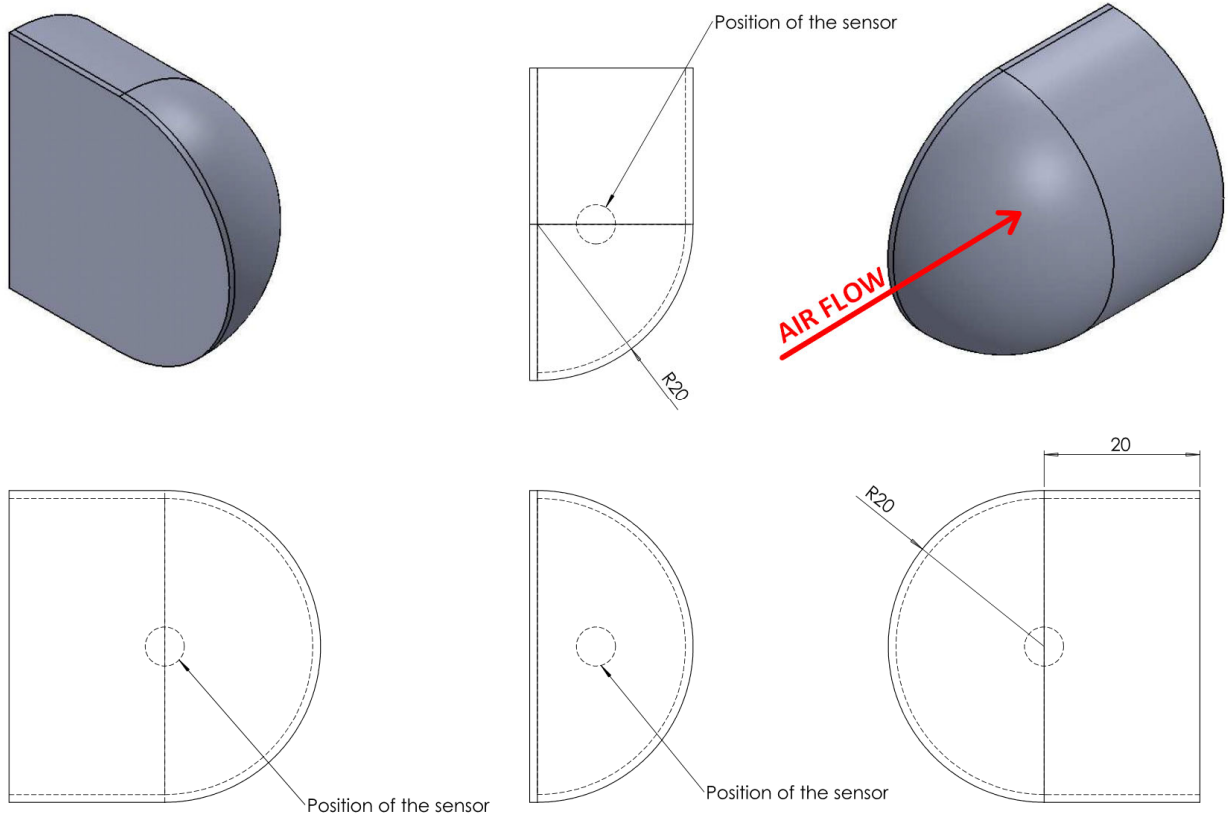 Position of the sensor
AIR FLOW
R20
20
R20
Position of the sensor
Position of the sensor